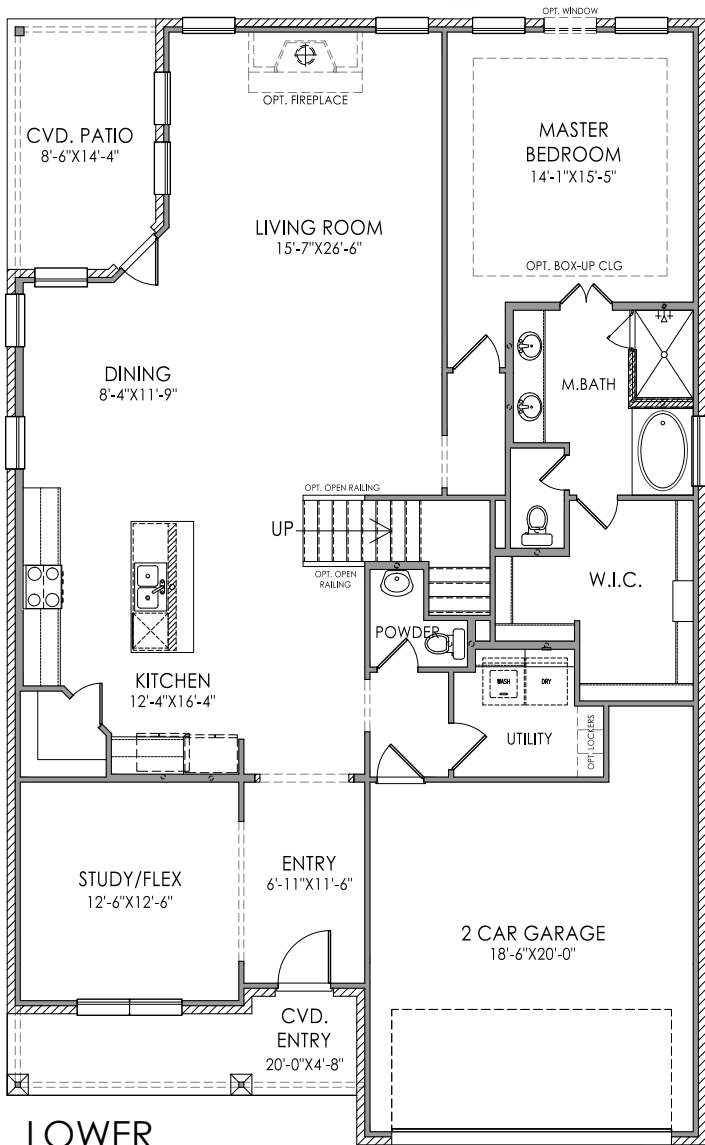 OPT. WINDOW
OPT. FIREPLACE
CVD. PATIO
8'-6"X14'-4"
MASTER
BEDROOM
14'-1"X15'-5"
LIVING ROOM
15'-7"X26'-6"
OPT. BOX-UP CLG
DINING
8'-4"X11'-9"
M.BATH
OPT. OPEN RAILING
UP
OPT. OPEN
RAILING
W.I.C.
POWDER
KITCHEN
12'-4"X16'-4"
WASH
DRY
UTILITY
OPT. LOCKERS
STUDY/FLEX
12'-6"X12'-6"
ENTRY
6'-11"X11'-6"
2 CAR GARAGE
18'-6"X20'-0"
CVD.
ENTRY
20'-0"X4'-8"
LOWER